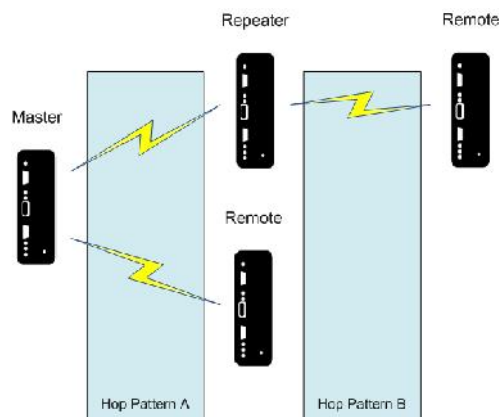 Repeater
Remote
Master
Remote
Hop Pattern A
Hop Pattern B